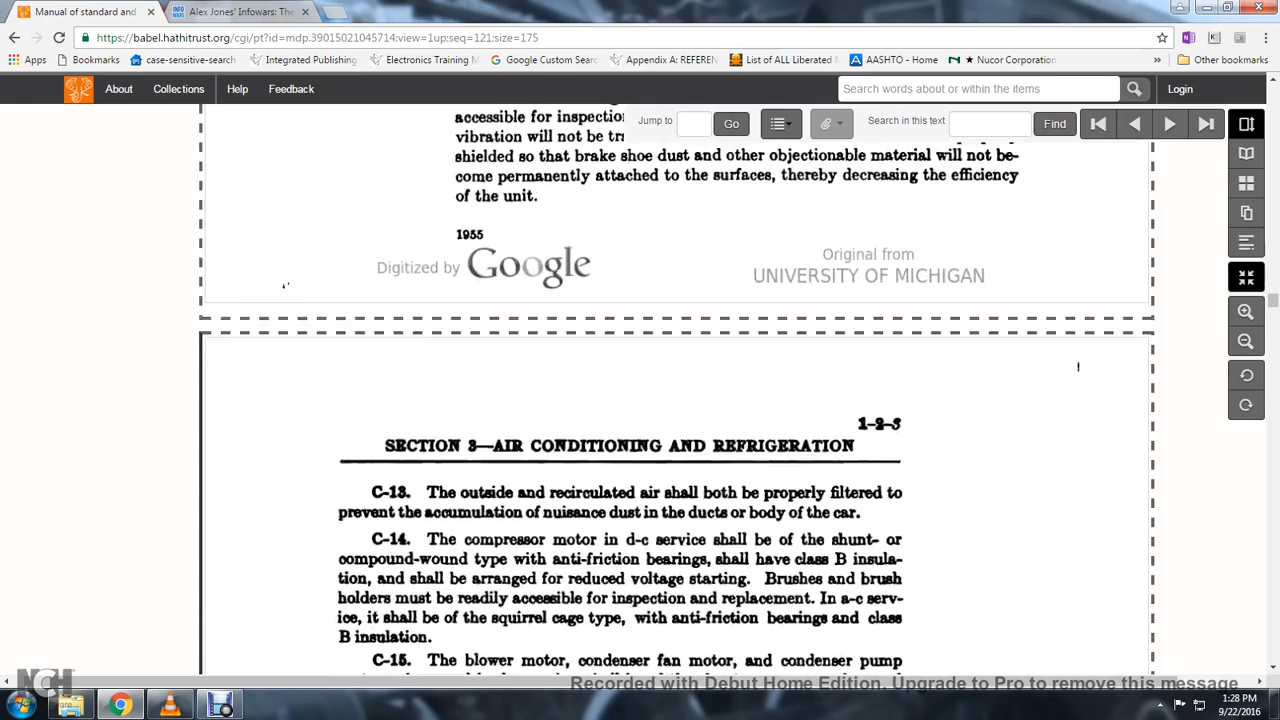 Manual of standard and
Alex Jones' Infowars: The
https://babel.hathitrust.org/cgi/pt?id=mdp.39015021045714;view=1up;seq=121;size=175
Apps
Bookmarks
case-sensitive-search
Integrated Publishing
Electronics Training M
Google Custom Sear
Appendix A: REFEREN
List of ALL Liberated
AASHTO - Home
Nucor Corporation
»
Other bookmarks
About
Collections
Help
Feedback
Search words about or within the items
Login
Jump to
Go
Search in this text
Find
accessible for inspectio
vibration will not be tr
shielded so that brake shoe dust and other objectionable material will not be-
come permanently attached to the surfaces, thereby decreasing the efficiency
of the unit.
1955
Digitized by Google
Original from
UNIVERSITY OF MICHIGAN
1-2-3
SECTION 3—AIR CONDITIONING AND REFRIGERATION
C-13. The outside and recirculated air shall both be properly filtered to
prevent the accumulation of nuisance dust in the ducts or body of the car.
C-14. The compressor motor in d-c service shall be of the shunt- or
compound-wound type with anti-friction bearings, shall have class B insula-
tion, and shall be arranged for reduced voltage starting. Brushes and brush
holders must be readily accessible for inspection and replacement. In a-c serv-
ice, it shall be of the squirrel cage type, with anti-friction bearings and class
B insulation.
C-15. The blower motor, condenser fan motor, and condenser pump
Recorded with Debut Home Edition. Upgrade to Pro to remove this message
NCH
ware
1:28 PM
9/22/2016